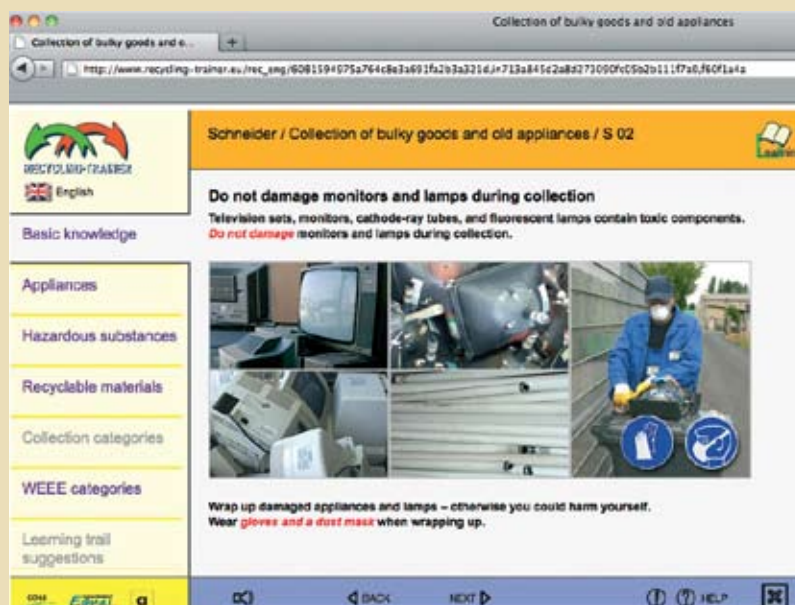 Collection of bulky goods and old appliances
Collection of bulky goods and o...
Schneider / Collection of bulky goods and old appliances / S 02
RECYCLING-TRAINER
English
Do not damage monitors and lamps during collection
Television sets, monitors, cathode-ray tubes, and fluorescent lamps contain toxic components.
Do not damage monitors and lamps during collection.
Basic knowledge
Appliances
Hazardous substances
Recyclable materials
Collection categories
WEEE categories
Learning trail
suggestions
Wrap up damaged appliances and lamps – otherwise you could harm yourself.
Wear gloves and a dust mask when wrapping up.
BACK
NEXT
HELP